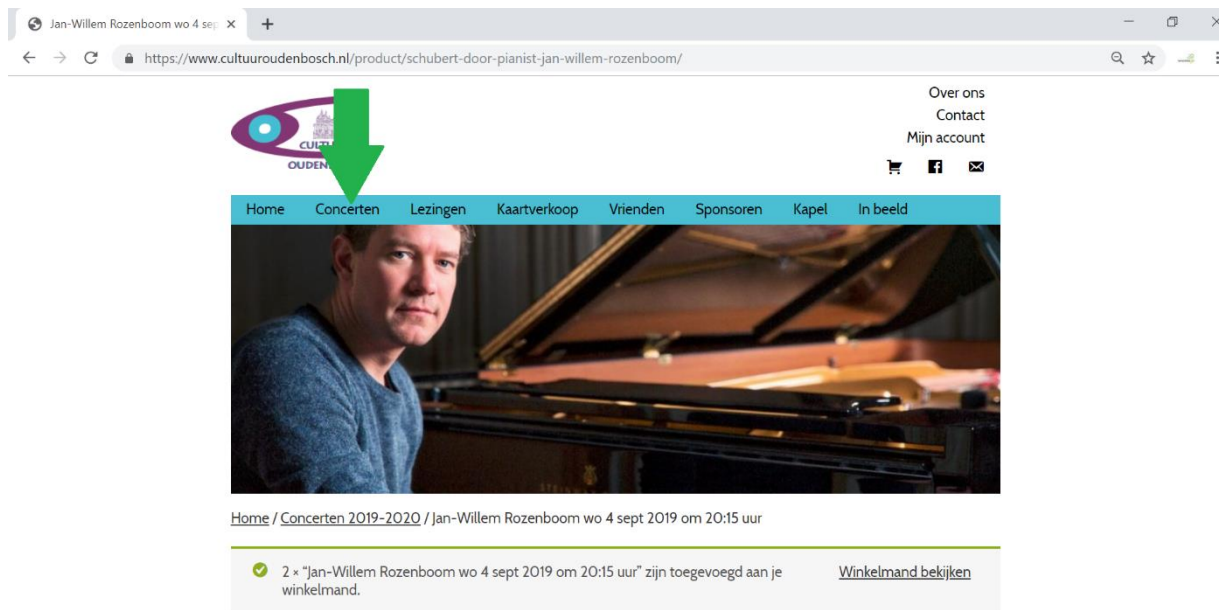 Jan-Willem Rozenboom wo 4 sep
https://www.cultuuroudenbosch.nl/product/schubert-door-pianist-jan-willem-rozenboom/
Over ons
Contact
Mijn account
Home Concerten Lezingen Kaartverkoop Vrienden Sponsoren Kapel In beeld
Home / Concerten 2019-2020 / Jan-Willem Rozenboom wo 4 sept 2019 om 20:15 uur
2 × “Jan-Willem Rozenboom wo 4 sept 2019 om 20:15 uur” zijn toegevoegd aan je Winkelmand bekijken
winkelmand.